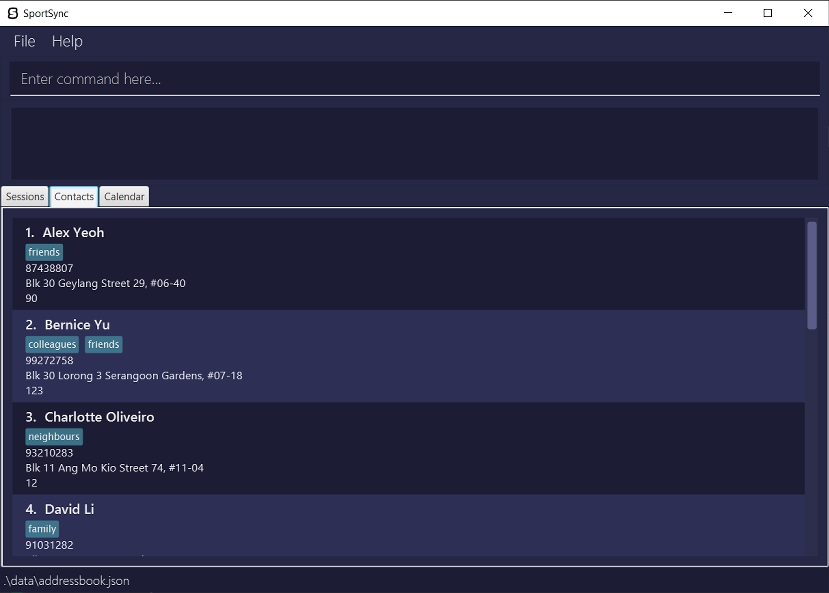 SportSync
File Help
Enter command here...
Sessions Contacts Calendar
1. Alex Yeoh
friends
87438807
Blk 30 Geylang Street 29, #06-40
90
2. Bernice Yu
colleagues friends
99272758
Blk 30 Lorong 3 Serangoon Gardens, #07-18
123
3. Charlotte Oliveiro
neighbours
93210283
Blk 11 Ang Mo Kio Street 74, #11-04
12
4. David Li
family
91031282
.\data\addressbook.json